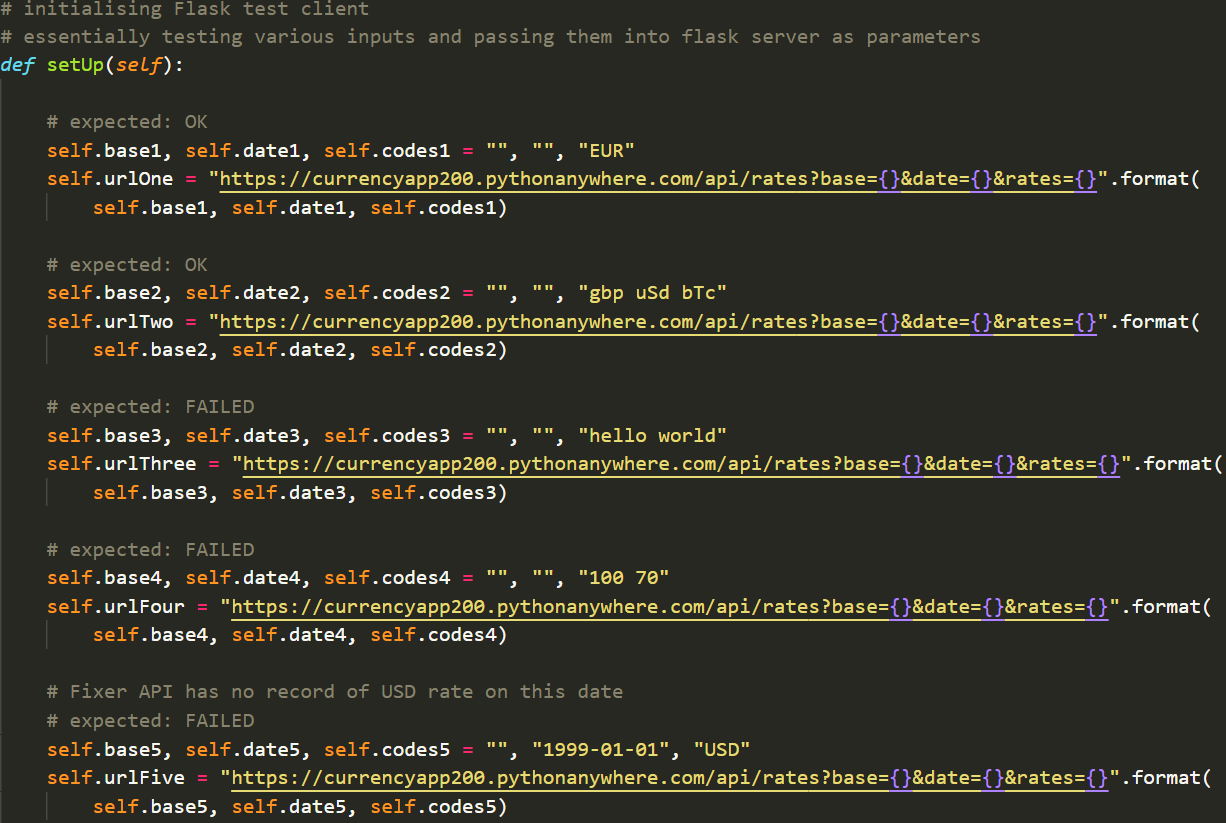 # initialising Flask test client
# essentially testing various inputs and passing them into flask server as parameters
def setUp(self):
# expected: OK
self.base1, self.date1, self.codes1 = "", "", "EUR"
self.urlOne = "https://currencyapp200.pythonanywhere.com/api/rates?base={}&date={}&rates={}".format(
self.base1, self.date1, self.codes1)
# expected: OK
self.base2, self.date2, self.codes2 = "", "", "gbp uSd bTc"
self.urlTwo = "https://currencyapp200.pythonanywhere.com/api/rates?base={}&date={}&rates={}".format(
self.base2, self.date2, self.codes2)
# expected: FAILED
self.base3, self.date3, self.codes3 = "", "", "hello world"
self.urlThree = "https://currencyapp200.pythonanywhere.com/api/rates?base={}&date={}&rates={}".format(
self.base3, self.date3, self.codes3)
# expected: FAILED
self.base4, self.date4, self.codes4 = "", "", "100 70"
self.urlFour = "https://currencyapp200.pythonanywhere.com/api/rates?base={}&date={}&rates={}".format(
self.base4, self.date4, self.codes4)
# Fixer API has no record of USD rate on this date
# expected: FAILED
self.base5, self.date5, self.codes5 = "", "1999-01-01", "USD"
self.urlFive = "https://currencyapp200.pythonanywhere.com/api/rates?base={}&date={}&rates={}".format(
self.base5, self.date5, self.codes5)